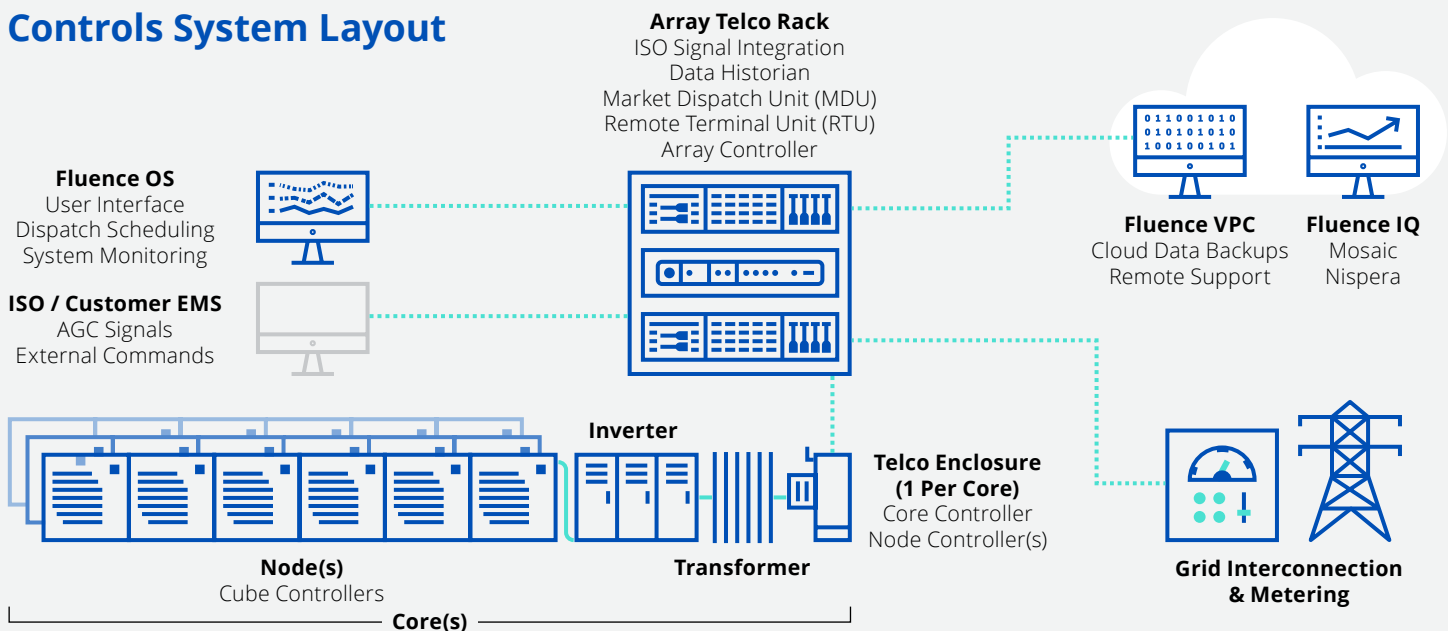 Controls System Layout
Array Telco Rack
ISO Signal Integration
Data Historian
Market Dispatch Unit (MDU)
Remote Terminal Unit (RTU)
Array Controller
Fluence OS
User Interface
Dispatch Scheduling
System Monitoring
ISO / Customer EMS
AGC Signals
External Commands
011001010
010101010
100100101
Fluence VPC
Cloud Data Backups
Remote Support
Fluence IQ
Mosaic
Nispera
Inverter
Telco Enclosure
(1 Per Core)
Core Controller
Node Controller(s)
Node(s)
Cube Controllers
Transformer
Grid Interconnection
& Metering
Core(s)